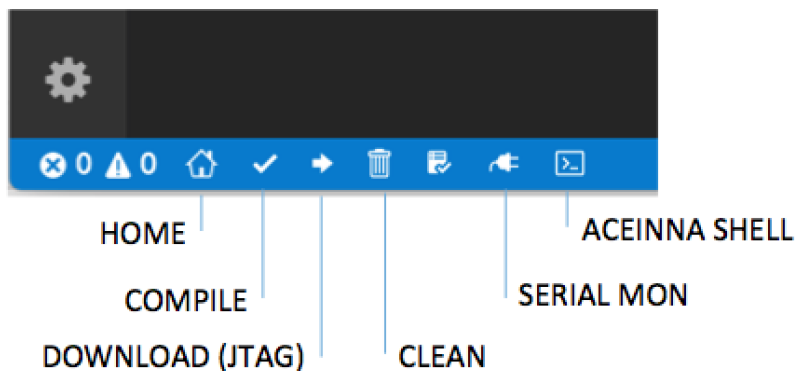 0 0
HOME
ACEINNA SHELL
COMPILE
SERIAL MON
DOWNLOAD (JTAG)
CLEAN